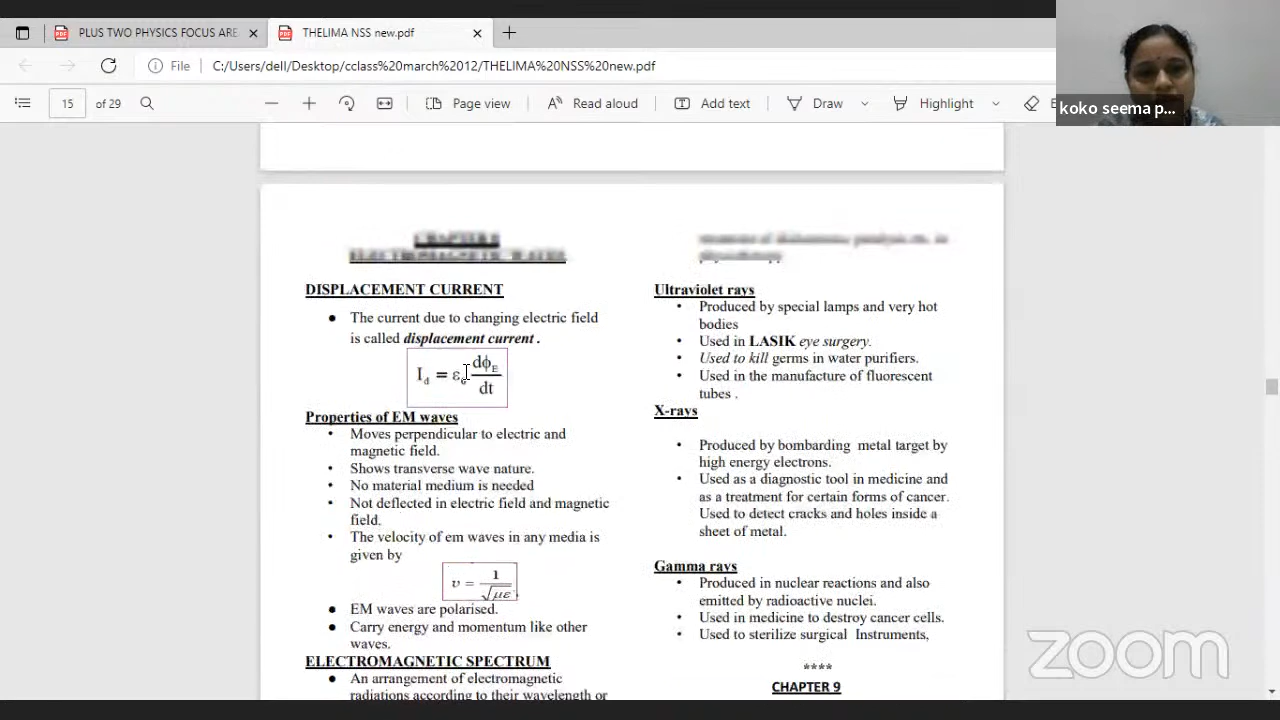 PLUS TWO PHYSICS FOCUS ARE
THELIMA NSS new.pdf
File
C:/Users/dell/Desktop/cclass%20march%2012/THELIMA%20NSS%20new.pdf
15 of 29
Page view
Read aloud
Add text
Draw
Highlight
koko seema p...
CHAPTER 8
ELECTROMAGNETIC WAVES
DISPLACEMENT CURRENT
● The current due to changing electric field
is called displacement current .
I_d = ε₀ dϕ_E/dt
Properties of EM waves
• Moves perpendicular to electric and
magnetic field.
• Shows transverse wave nature.
• No material medium is needed
• Not deflected in electric field and magnetic
field.
• The velocity of em waves in any media is
given by
υ = 1/√με
● EM waves are polarised.
● Carry energy and momentum like other
waves.
ELECTROMAGNETIC SPECTRUM
● An arrangement of electromagnetic
radiations according to their wavelength or
physiotherapy
Ultraviolet rays
• Produced by special lamps and very hot
bodies
• Used in LASIK eye surgery.
• Used to kill germs in water purifiers.
• Used in the manufacture of fluorescent
tubes .
X-rays
• Produced by bombarding metal target by
high energy electrons.
• Used as a diagnostic tool in medicine and
as a treatment for certain forms of cancer.
Used to detect cracks and holes inside a
sheet of metal.
Gamma rays
• Produced in nuclear reactions and also
emitted by radioactive nuclei.
• Used in medicine to destroy cancer cells.
• Used to sterilize surgical Instruments,
****
CHAPTER 9
zoom